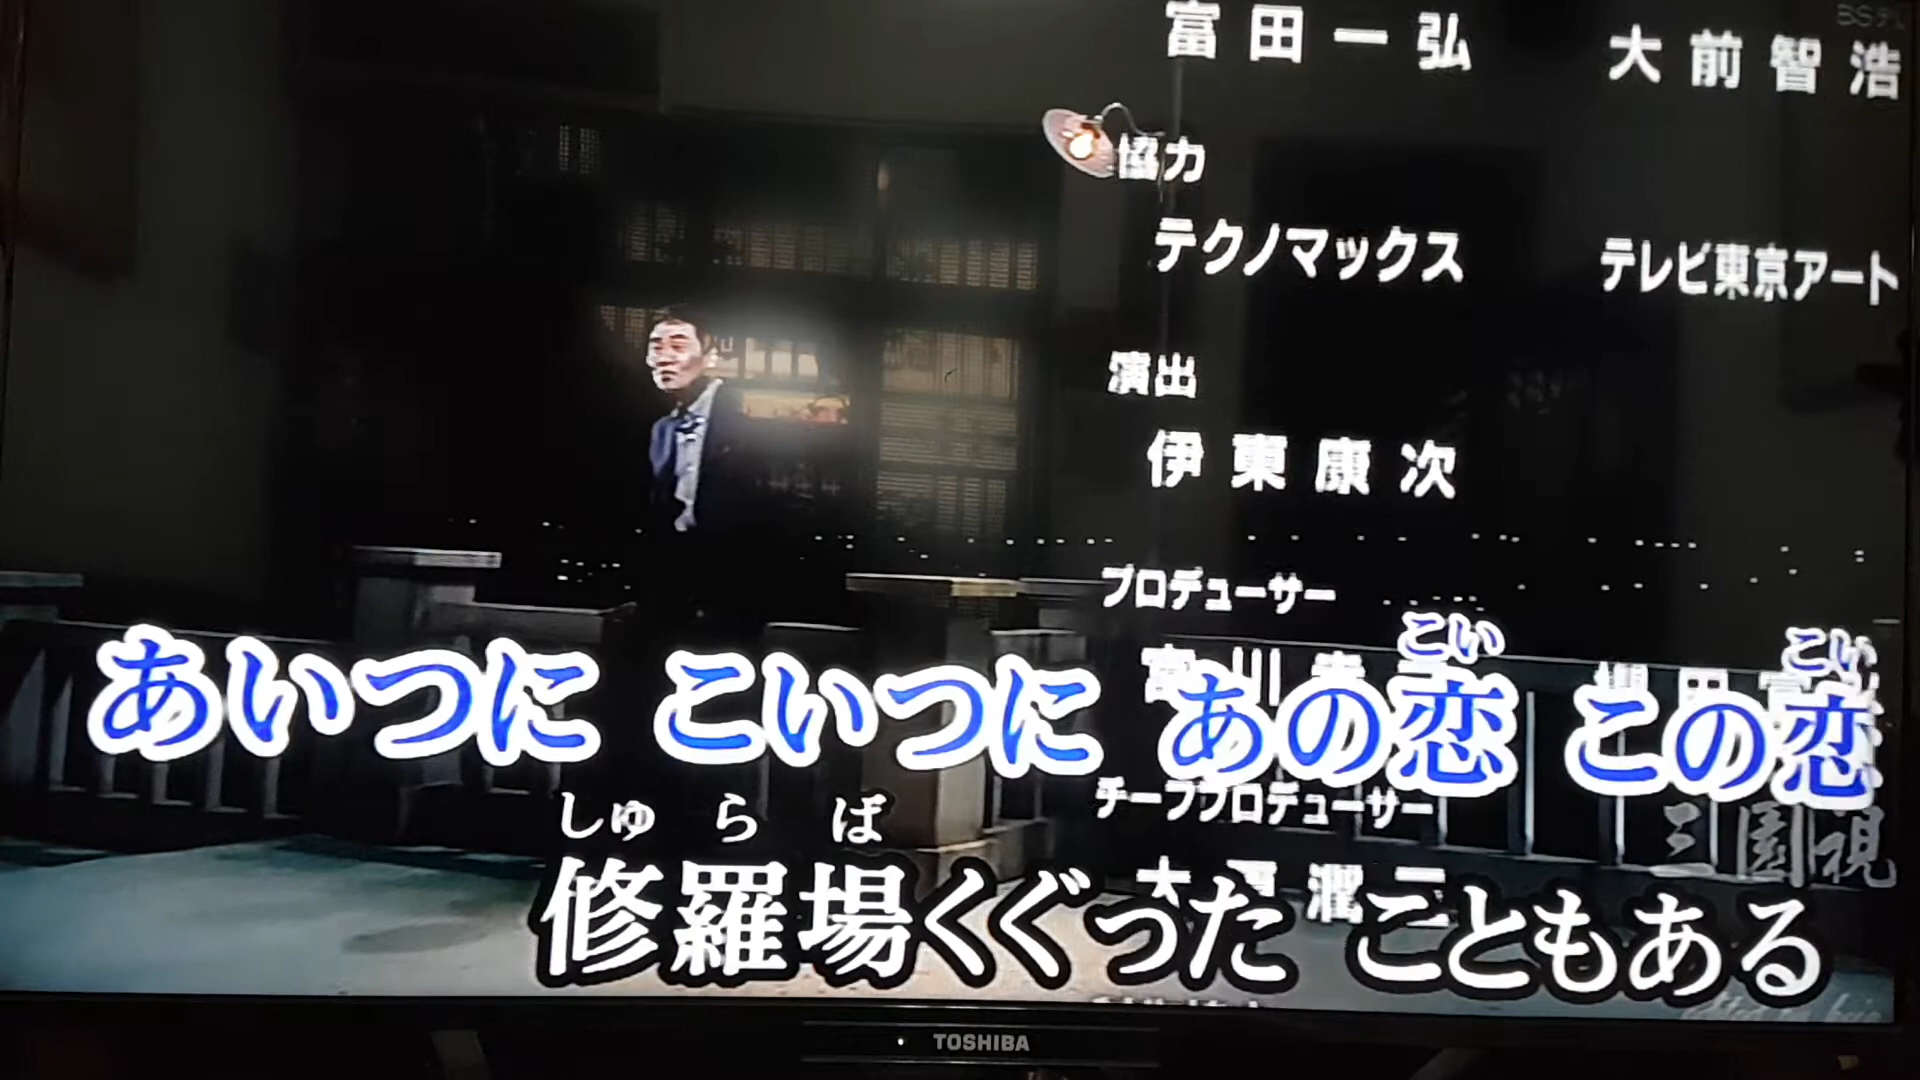 BSテレ
富田一弘 大前智浩
協力
テクノマックス テレビ東京アート
演出
伊東康次
プロデューサー
こい こい
あいつに こいつに あの恋 この恋
チーフプロデューサー
しゅらば
修羅場くぐった こともある
TOSHIBA